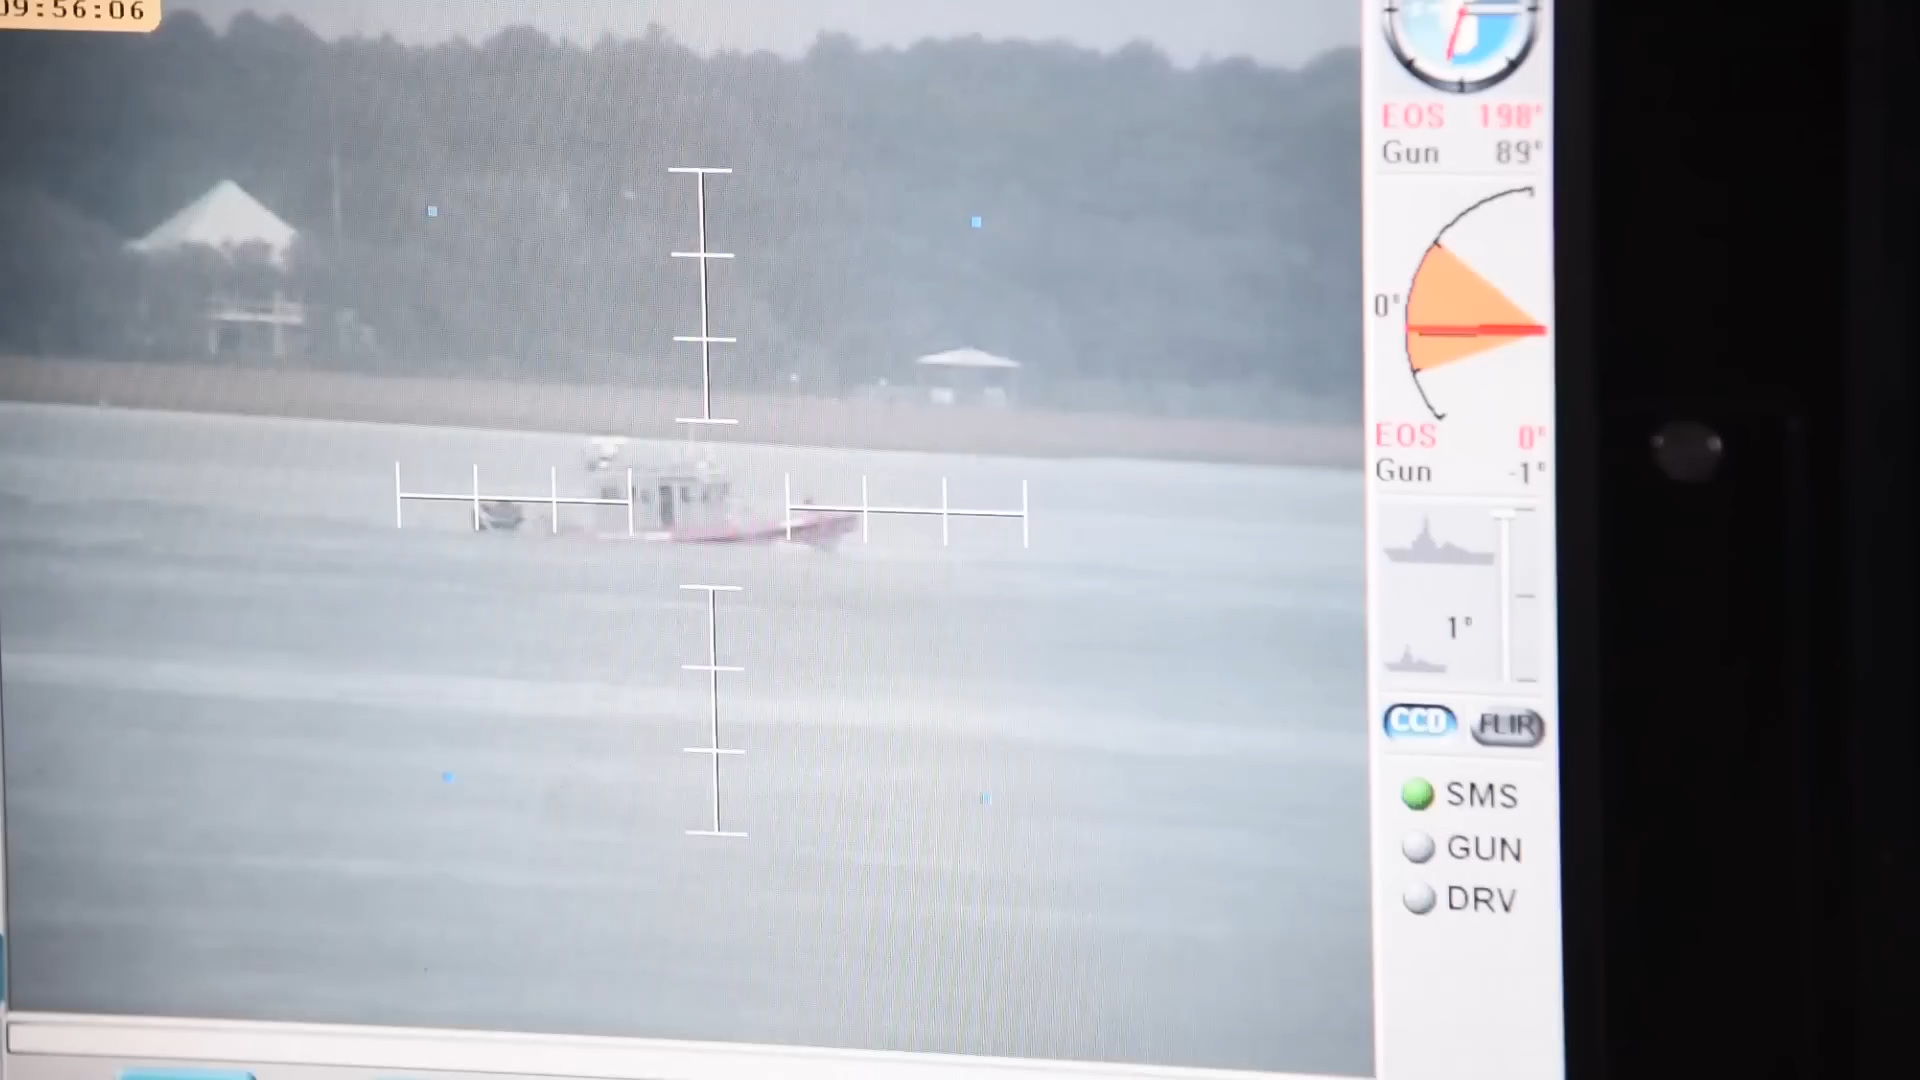 09:56:06
EOS 198°
Gun 89°
0°
EOS 0°
Gun -1°
1°
CCD FLIR
SMS
GUN
DRV